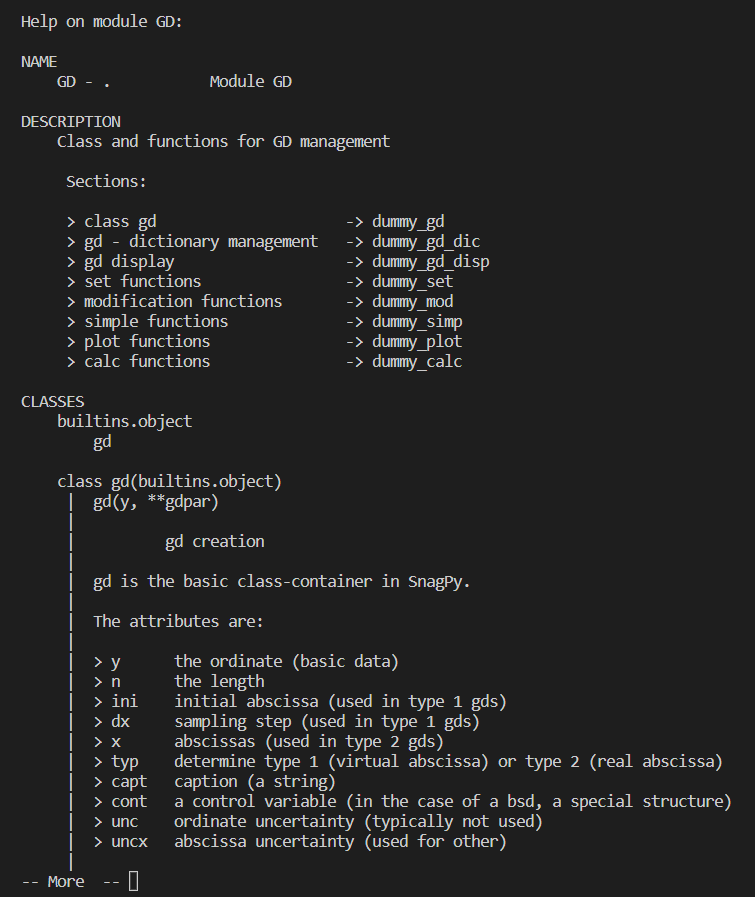 Help on module GD:
NAME
GD - . Module GD
DESCRIPTION
Class and functions for GD management
Sections:
> class gd -> dummy_gd
> gd - dictionary management -> dummy_gd_dic
> gd display -> dummy_gd_disp
> set functions -> dummy_set
> modification functions -> dummy_mod
> simple functions -> dummy_simp
> plot functions -> dummy_plot
> calc functions -> dummy_calc
CLASSES
builtins.object
gd
class gd(builtins.object)
| gd(y, **gdpar)
|
| gd creation
|
| gd is the basic class-container in SnagPy.
|
| The attributes are:
|
| > y the ordinate (basic data)
| > n the length
| > ini initial abscissa (used in type 1 gds)
| > dx sampling step (used in type 1 gds)
| > x abscissas (used in type 2 gds)
| > typ determine type 1 (virtual abscissa) or type 2 (real abscissa)
| > capt caption (a string)
| > cont a control variable (in the case of a bsd, a special structure)
| > unc ordinate uncertainty (typically not used)
| > uncx abscissa uncertainty (used for other)
|
-- More --